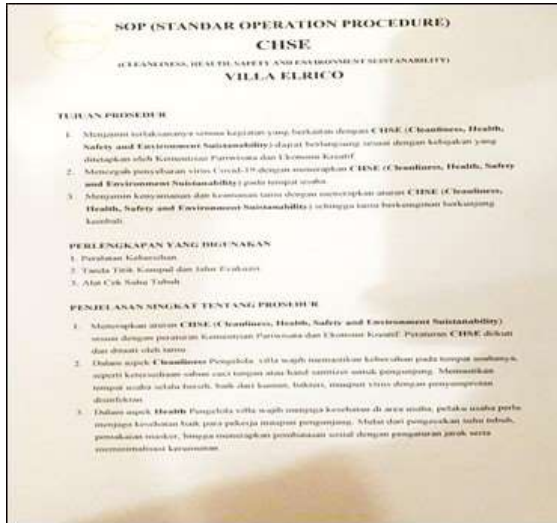 SOP (STANDAR OPERATION PROCEDURE)
CHSE
(CLEANLINESS, HEALTH, SAFETY AND ENVIRONMENT SUISTANABILITY)
VILLA ELRICO
TUJUAN PROSEDUR
1. Menjamin terlaksananya semua kegiatan yang berkaitan dengan CHSE (Cleanliness, Health,
Safety and Environment Suistanability) dapat berlangsung sesuai dengan kebijakan yang
ditetapkan oleh Kementrian Pariwisata dan Ekonomi Kreatif.
2. Mencegah penyebaran virus Covid-19 dengan menerapkan CHSE (Cleanliness, Health, Safety
and Environment Suistanability) pada tempat usaha.
3. Menjamin kenyamanan dan keamanan tamu dengan menerapkan aturan CHSE (Cleanliness,
Health, Safety and Environment Suistanability) sehingga tamu berkeinginan berkunjung
kembali.
PERLENGKAPAN YANG DIGUNAKAN
1. Peralatan Kebersihan
2. Tanda Titik Kumpul dan Jalur Evakuasi
3. Alat Cek Suhu Tubuh
PENJELASAN SINGKAT TENTANG PROSEDUR
1. Menerapkan aturan CHSE (Cleanliness, Health, Safety and Environment Suistanability)
sesuai dengan peraturan Kementrian Pariwisata dan Ekonomi Kreatif. Peraturan CHSE diikuti
dan ditaati oleh tamu.
2. Dalam aspek Cleanliness Pengelola villa wajib memastikan kebersihan pada tempat usahanya,
seperti ketersediaan sabun cuci tangan atau hand sanitizer untuk pengunjung. Memastikan
tempat usaha selalu bersih, baik dari kuman, bakteri, maupun virus dengan penyemprotan
disinfektan.
3. Dalam aspek Health Pengelola villa wajib menjaga kesehatan di area usaha, pelaku usaha perlu
menjaga kesehatan baik para pekerja maupun pengunjung. Mulai dari pengecekan suhu tubuh,
pemakaian masker, hingga menerapkan pembatasan sosial dengan pengaturan jarak serta
meminimalisasi kerumunan.